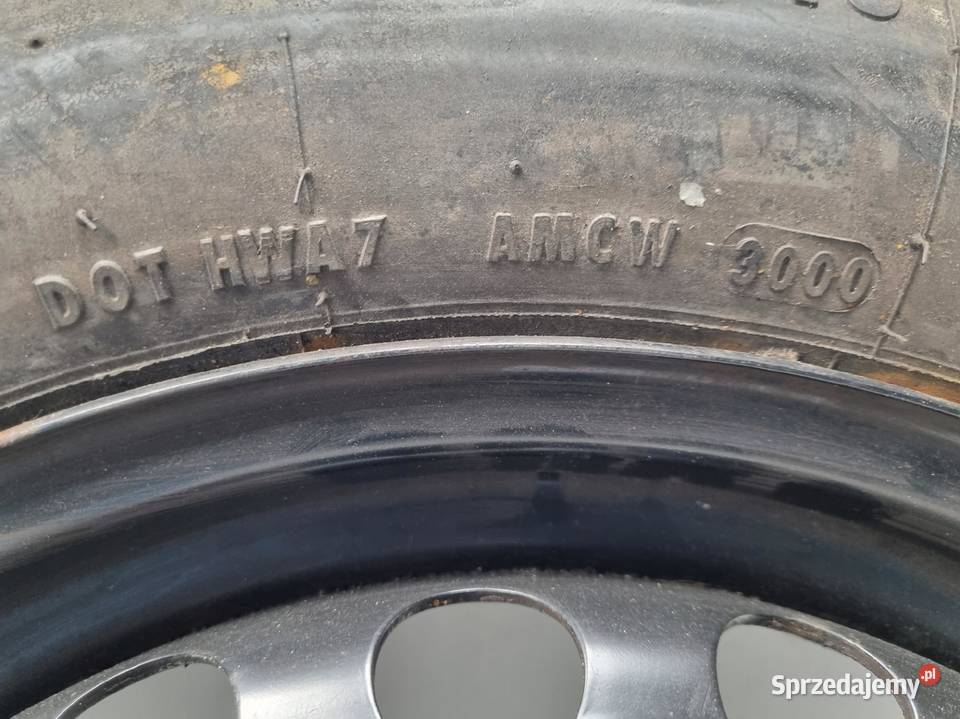 DOT HWA7 AMCW 3000
Sprzedajemy.pl